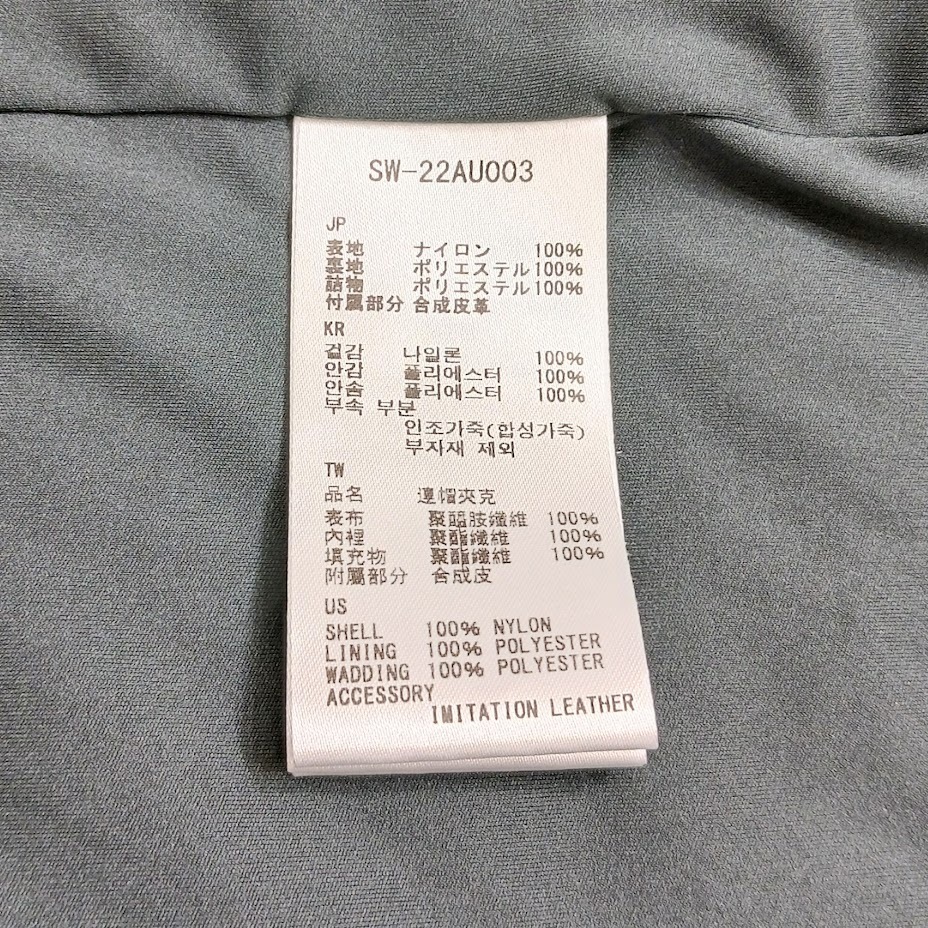 SW-22AU003
JP
表地 ナイロン 100%
裏地 ポリエステル 100%
詰物 ポリエステル 100%
付属部分 合成皮革
KR
겉감 나일론 100%
안감 폴리에스터 100%
안솜 폴리에스터 100%
부속 부분
인조가죽(합성가죽)
부자재 제외
TW
品名 連帽夾克
表布 聚醯胺纖維 100%
內裡 聚酯纖維 100%
填充物 聚酯纖維 100%
附屬部分 合成皮
US
SHELL 100% NYLON
LINING 100% POLYESTER
WADDING 100% POLYESTER
ACCESSORY
IMITATION LEATHER